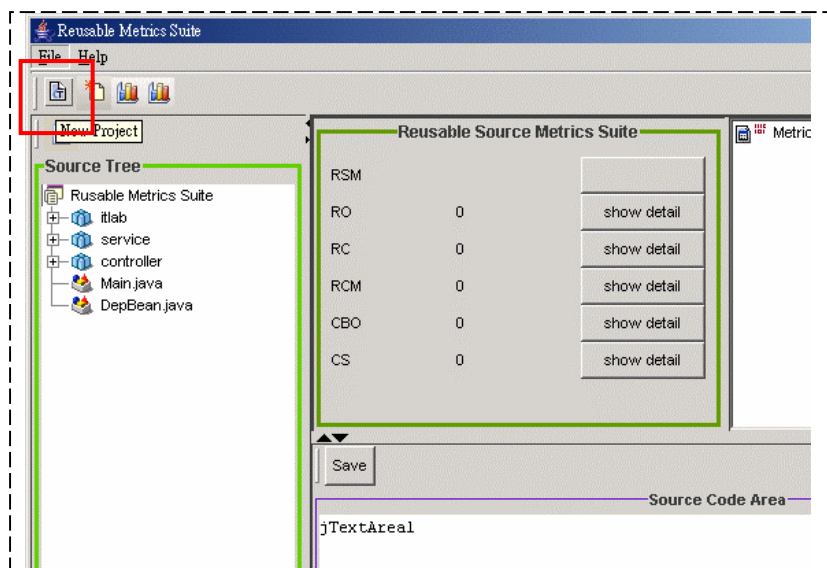 Reusable Metrics Suite
File Help
New Project
Source Tree
Rusable Metrics Suite
itlab
service
controller
Main.java
DepBean.java
Reusable Source Metrics Suite
RSM
RO 0 show detail
RC 0 show detail
RCM 0 show detail
CBO 0 show detail
CS 0 show detail
Metric
Save
Source Code Area
jTextArea1